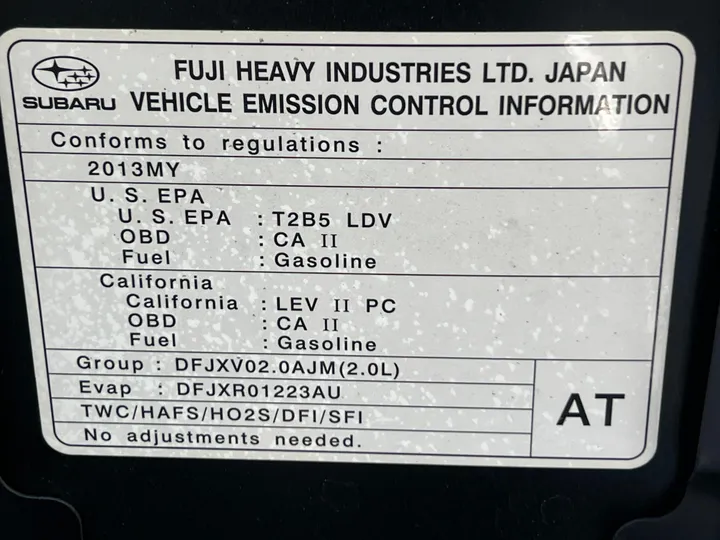 FUJI HEAVY INDUSTRIES LTD. JAPAN
SUBARU VEHICLE EMISSION CONTROL INFORMATION
Conforms to regulations :
2013MY
U. S. EPA
U. S. EPA : T2B5 LDV
OBD : CA II
Fuel : Gasoline
California
California : LEV II PC
OBD : CA II
Fuel : Gasoline
Group : DFJXV02.0AJM(2.0L)
Evap : DFJXR01223AU
TWC/HAFS/HO2S/DFI/SFI
No adjustments needed.
AT